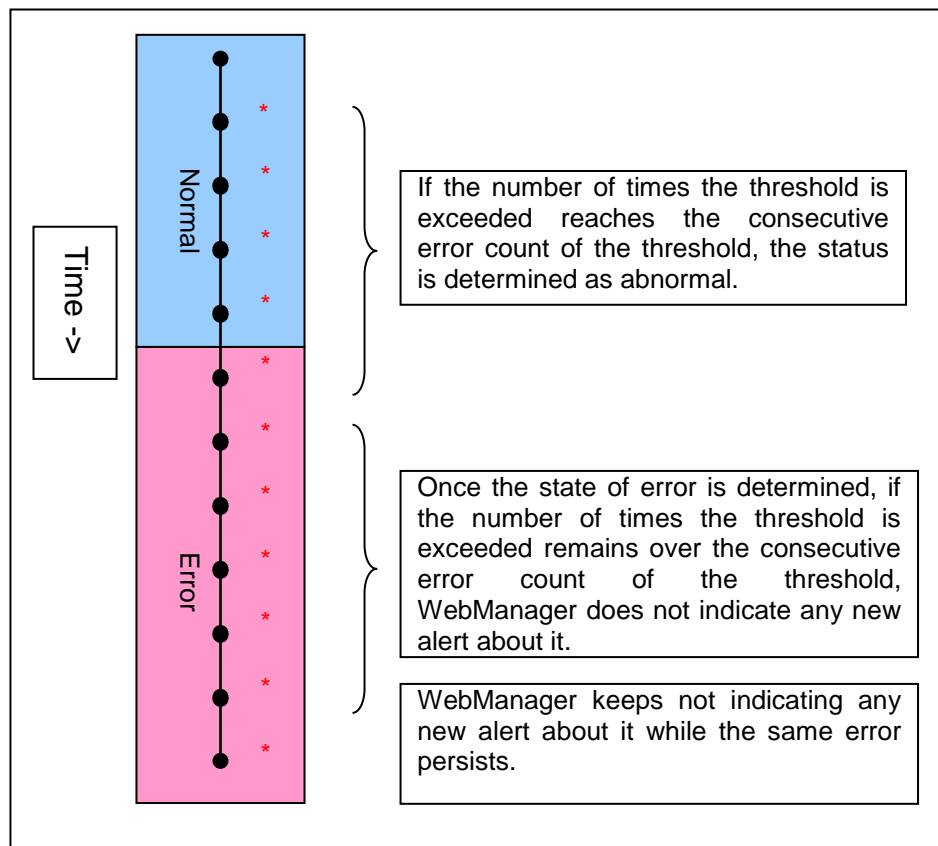 Time ->
Normal
Error
*
*
*
*
*
*
*
*
*
*
*
If the number of times the threshold is
exceeded reaches the consecutive
error count of the threshold, the status
is determined as abnormal.
Once the state of error is determined, if
the number of times the threshold is
exceeded remains over the consecutive
error count of the threshold,
WebManager does not indicate any new
alert about it.
WebManager keeps not indicating any
new alert about it while the same error
persists.